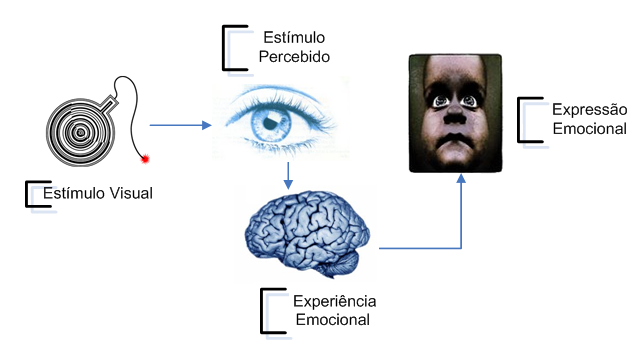 Estímulo Visual
Estímulo
Percebido
Experiência
Emocional
Expressão
Emocional